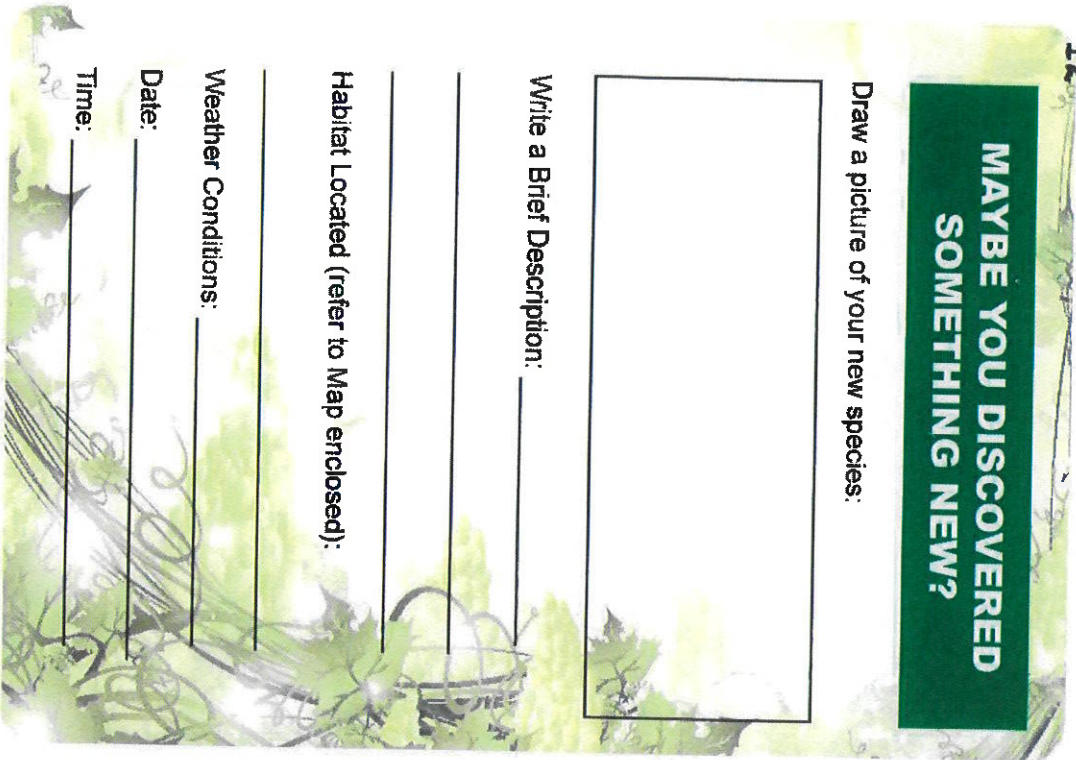 MAYBE YOU DISCOVERED
SOMETHING NEW?
Draw a picture of your new species:
Write a Brief Description:
Habitat Located (refer to Map enclosed):
Weather Conditions:
Date:
Time: